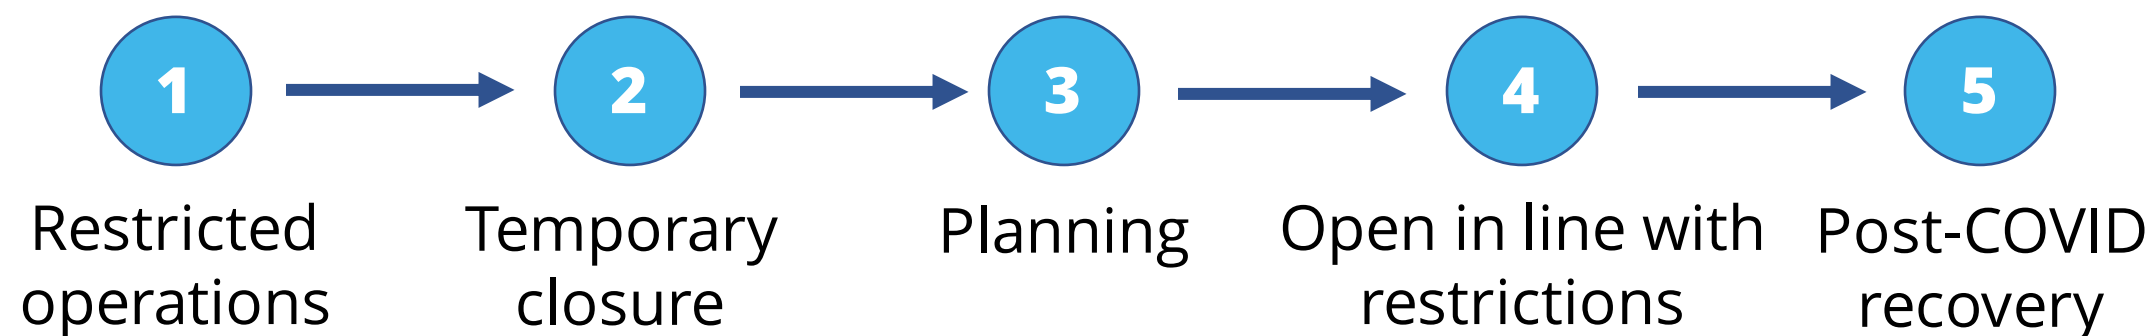 1
2
3
4
5
Restricted
operations
Temporary
closure
Planning
Open in line with
restrictions
Post-COVID
recovery